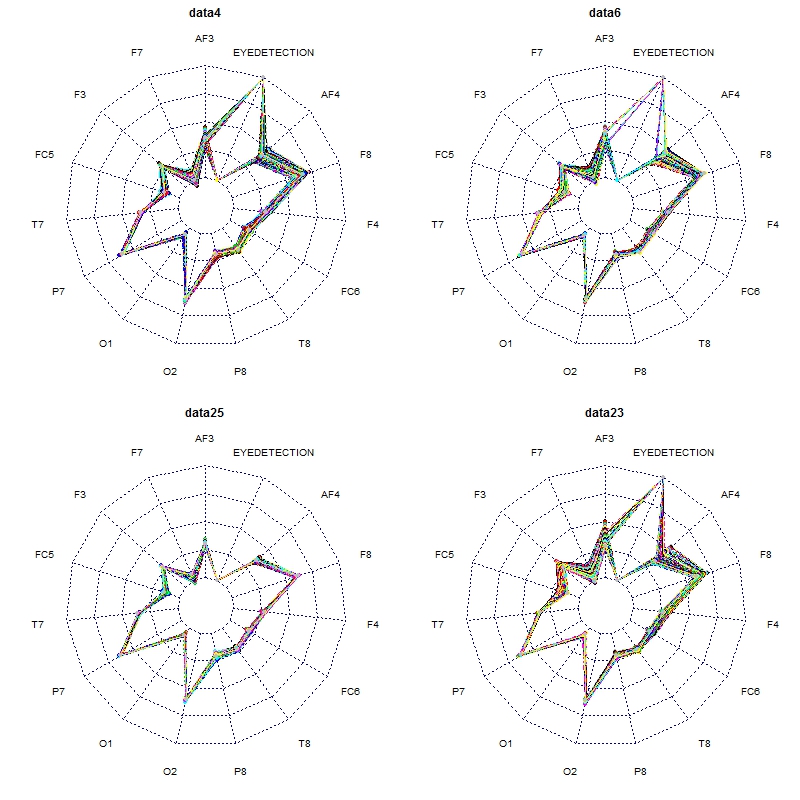 data4
AF3
F7
EYEDETECTION
F3
AF4
FC5
F8
T7
F4
P7
FC6
O1
T8
O2
P8
data6
AF3
F7
EYEDETECTION
F3
AF4
FC5
F8
T7
F4
P7
FC6
O1
T8
O2
P8
data25
AF3
F7
EYEDETECTION
F3
AF4
FC5
F8
T7
F4
P7
FC6
O1
T8
O2
P8
data23
AF3
F7
EYEDETECTION
F3
AF4
FC5
F8
T7
F4
P7
FC6
O1
T8
O2
P8